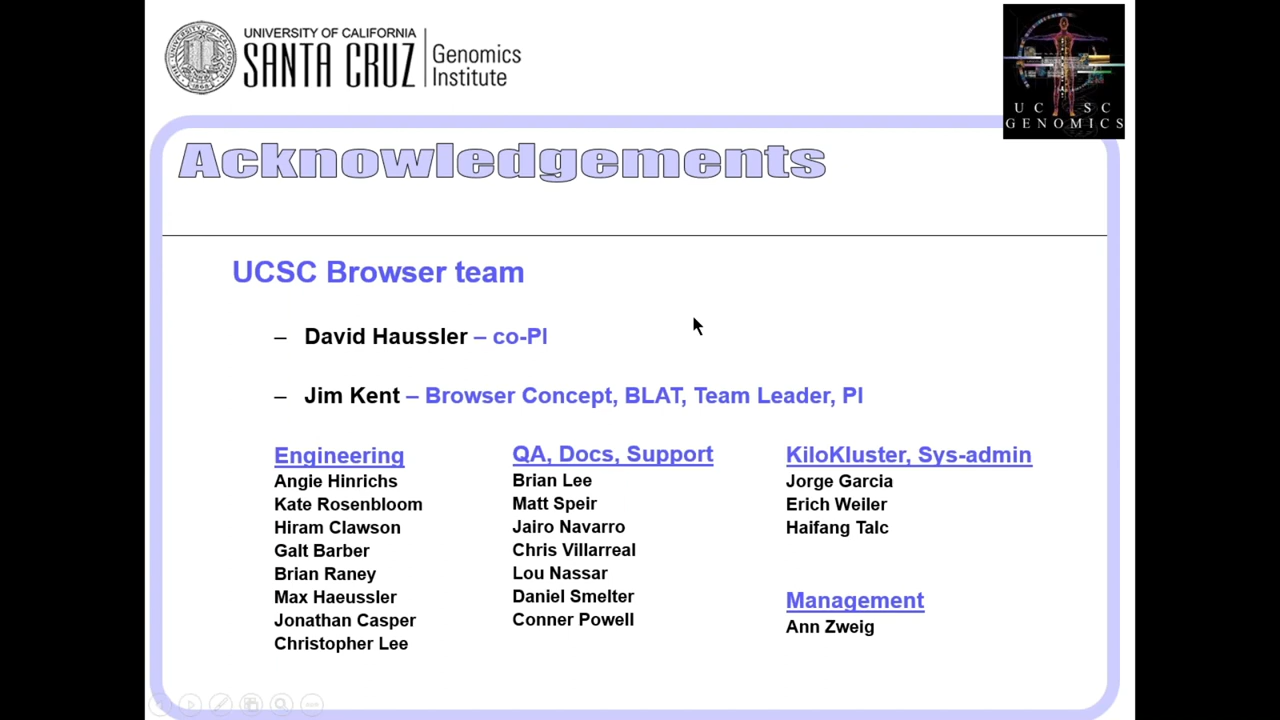 UNIVERSITY OF CALIFORNIA
SANTA CRUZ
Genomics
Institute
UC SC
GENOMICS
Acknowledgements
UCSC Browser team
– David Haussler – co-PI
– Jim Kent – Browser Concept, BLAT, Team Leader, PI
Engineering
Angie Hinrichs
Kate Rosenbloom
Hiram Clawson
Galt Barber
Brian Raney
Max Haeussler
Jonathan Casper
Christopher Lee
QA, Docs, Support
Brian Lee
Matt Speir
Jairo Navarro
Chris Villarreal
Lou Nassar
Daniel Smelter
Conner Powell
KiloKluster, Sys-admin
Jorge Garcia
Erich Weiler
Haifang Talc
Management
Ann Zweig